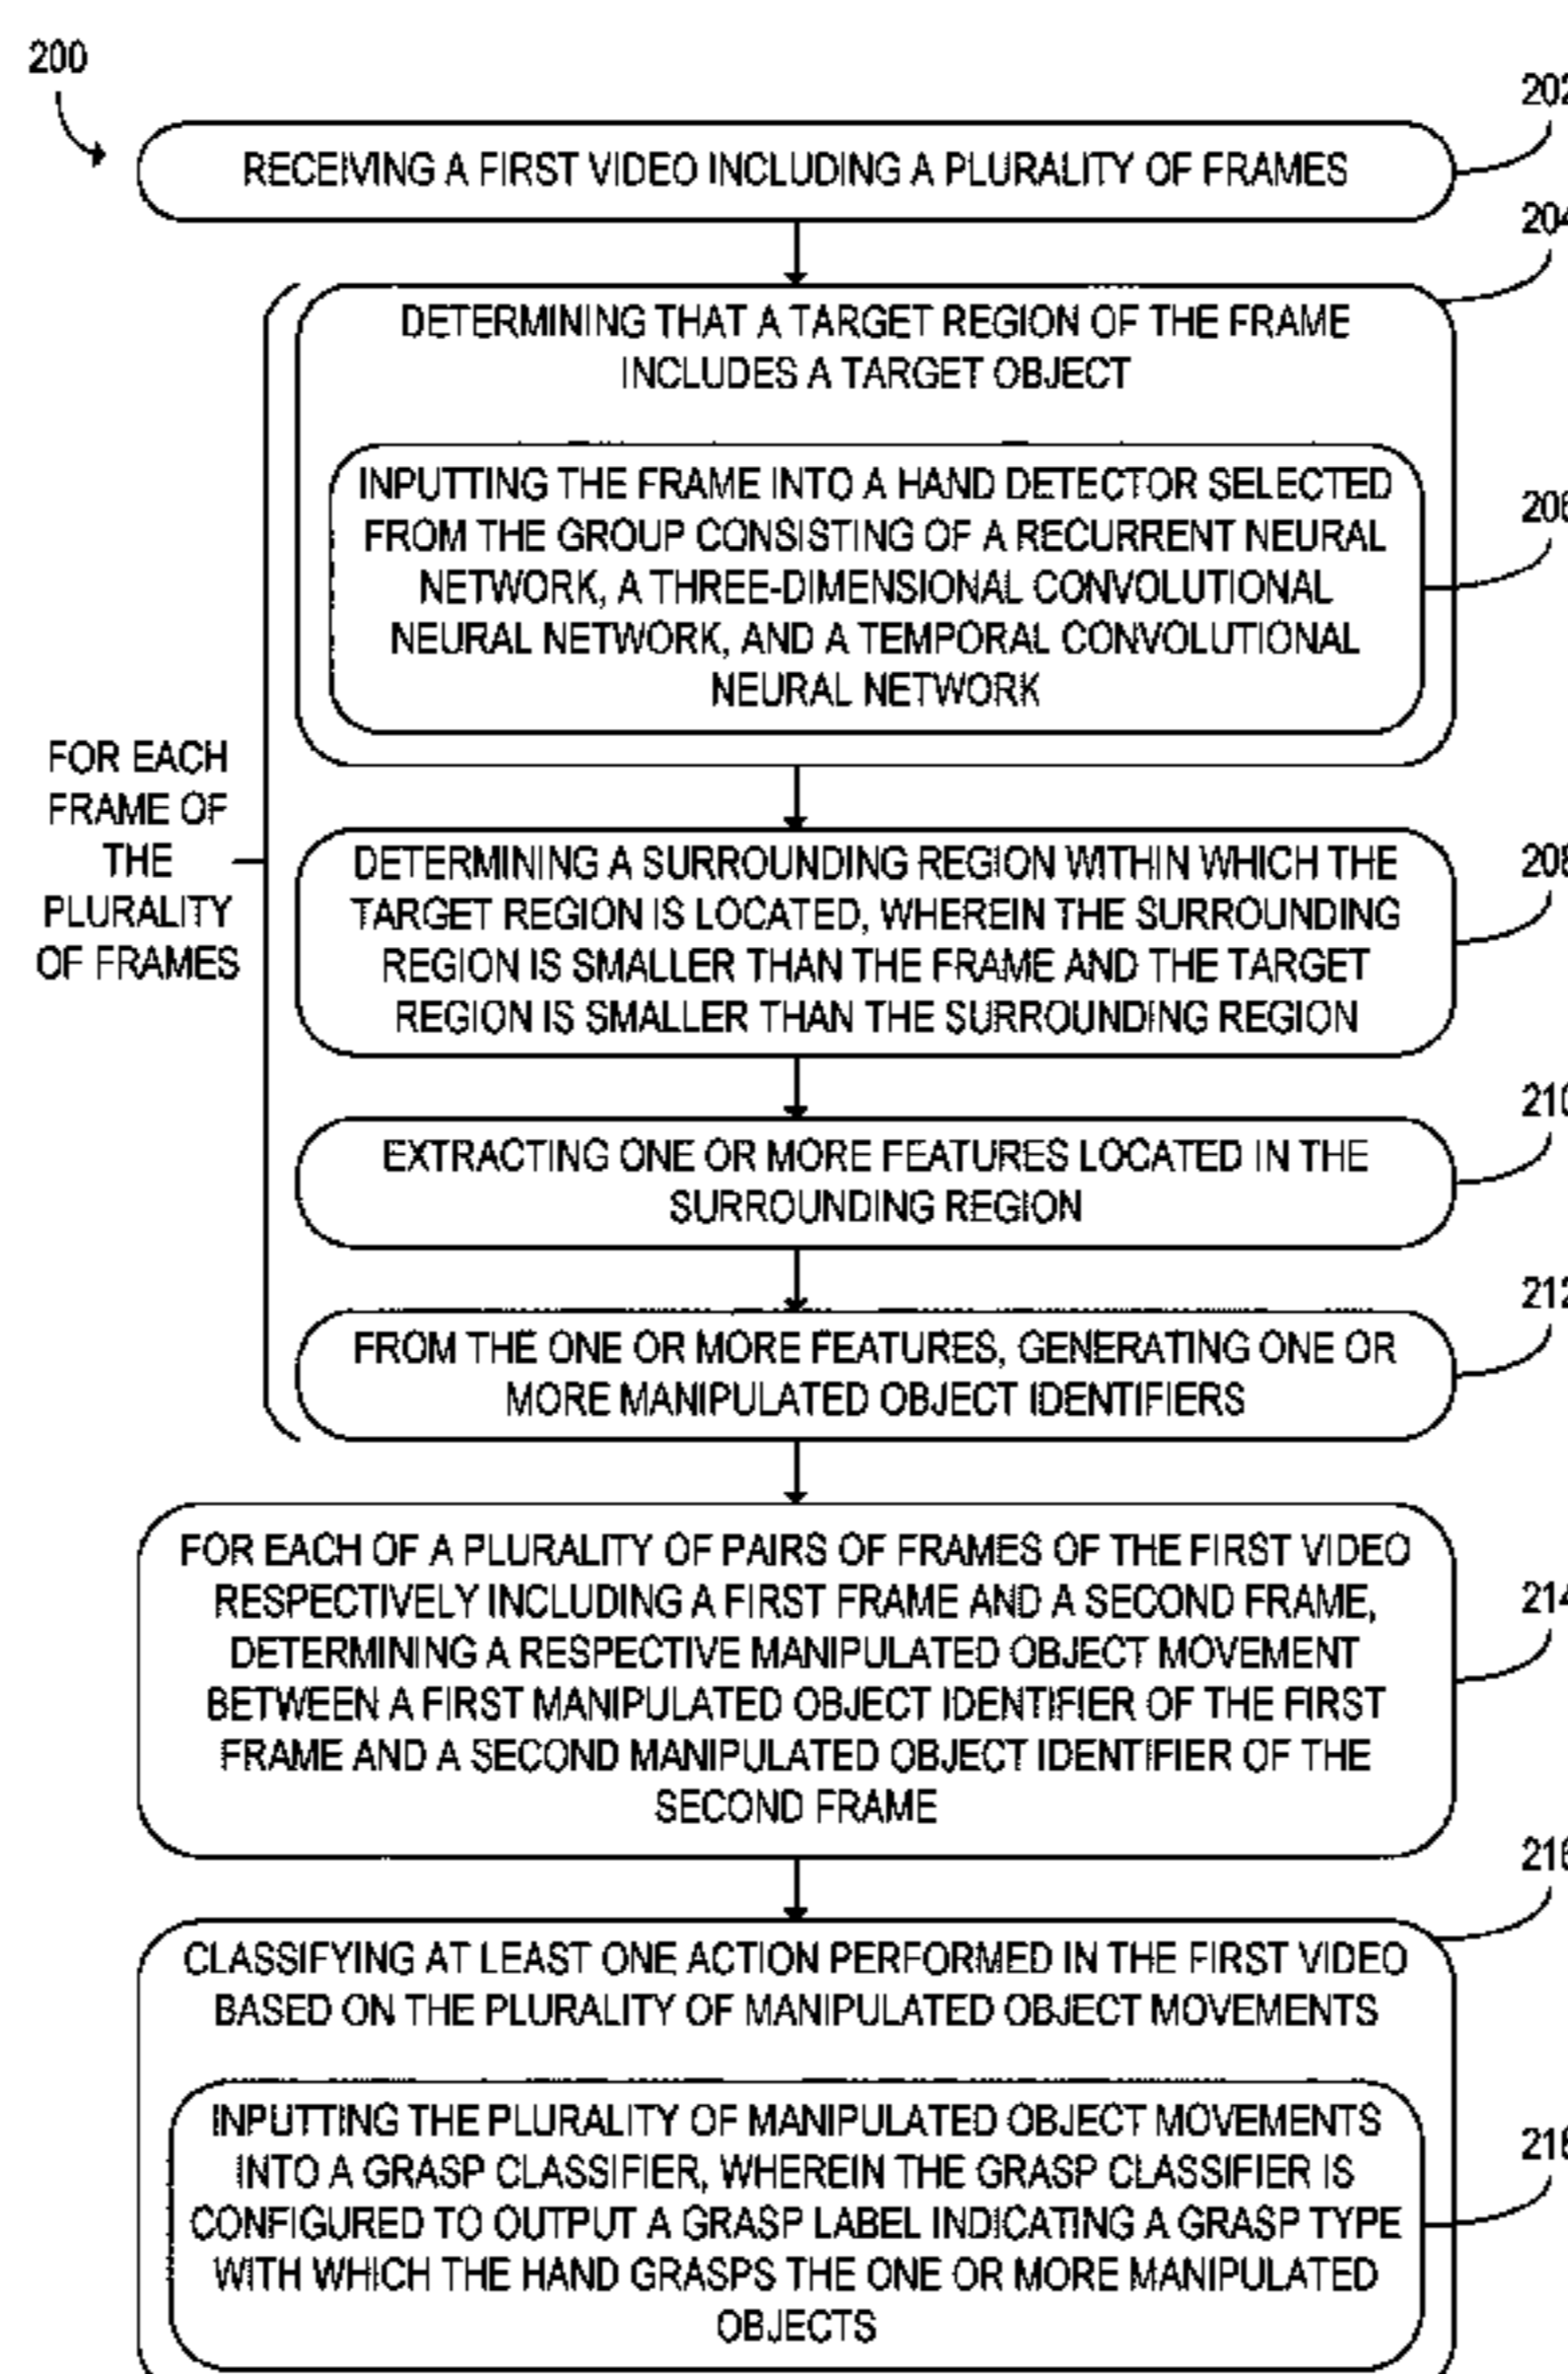 200
202
RECEIVING A FIRST VIDEO INCLUDING A PLURALITY OF FRAMES
204
DETERMINING THAT A TARGET REGION OF THE FRAME
INCLUDES A TARGET OBJECT
INPUTTING THE FRAME INTO A HAND DETECTOR SELECTED
FROM THE GROUP CONSISTING OF A RECURRENT NEURAL
NETWORK, A THREE-DIMENSIONAL CONVOLUTIONAL
NEURAL NETWORK, AND A TEMPORAL CONVOLUTIONAL
NEURAL NETWORK
206
FOR EACH
FRAME OF
THE
PLURALITY
OF FRAMES
DETERMINING A SURROUNDING REGION WITHIN WHICH THE
TARGET REGION IS LOCATED, WHEREIN THE SURROUNDING
REGION IS SMALLER THAN THE FRAME AND THE TARGET
REGION IS SMALLER THAN THE SURROUNDING REGION
208
210
EXTRACTING ONE OR MORE FEATURES LOCATED IN THE
SURROUNDING REGION
212
FROM THE ONE OR MORE FEATURES, GENERATING ONE OR
MORE MANIPULATED OBJECT IDENTIFIERS
FOR EACH OF A PLURALITY OF PAIRS OF FRAMES OF THE FIRST VIDEO
RESPECTIVELY INCLUDING A FIRST FRAME AND A SECOND FRAME,
DETERMINING A RESPECTIVE MANIPULATED OBJECT MOVEMENT
BETWEEN A FIRST MANIPULATED OBJECT IDENTIFIER OF THE FIRST
FRAME AND A SECOND MANIPULATED OBJECT IDENTIFIER OF THE
SECOND FRAME
214
216
CLASSIFYING AT LEAST ONE ACTION PERFORMED IN THE FIRST VIDEO
BASED ON THE PLURALITY OF MANIPULATED OBJECT MOVEMENTS
INPUTTING THE PLURALITY OF MANIPULATED OBJECT MOVEMENTS
INTO A GRASP CLASSIFIER, WHEREIN THE GRASP CLASSIFIER IS
CONFIGURED TO OUTPUT A GRASP LABEL INDICATING A GRASP TYPE
WITH WHICH THE HAND GRASPS THE ONE OR MORE MANIPULATED
OBJECTS
218